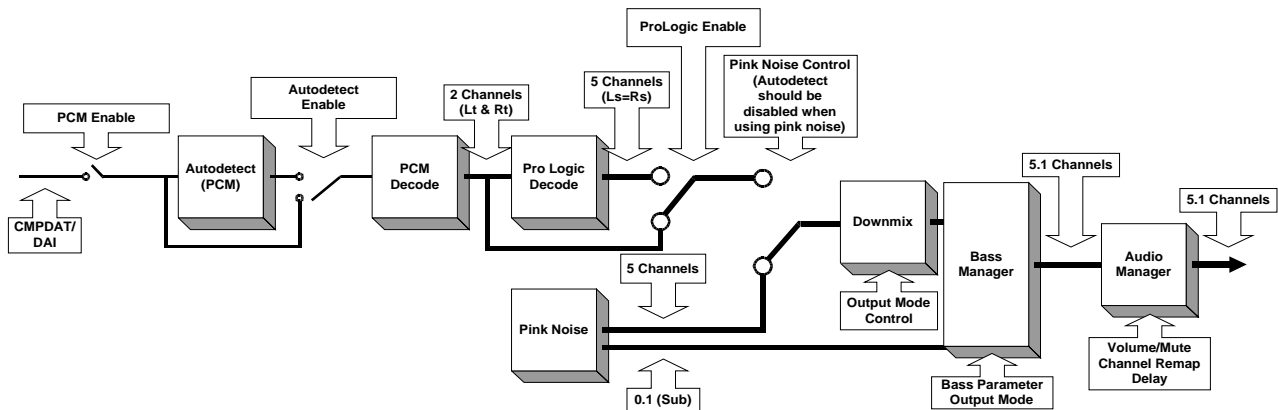 ProLogic Enable
PCM Enable
Autodetect
Enable
2 Channels
(Lt & Rt)
5 Channels
(Ls=Rs)
Pink Noise Control
(Autodetect
should be
disabled when
using pink noise)
CMPDAT/
DAI
Autodetect
(PCM)
PCM
Decode
Pro Logic
Decode
5.1 Channels
5.1 Channels
Downmix
Bass
Manager
Audio
Manager
5 Channels
Pink Noise
Output Mode
Control
Volume/Mute
Channel Remap
Delay
0.1 (Sub)
Bass Parameter
Output Mode